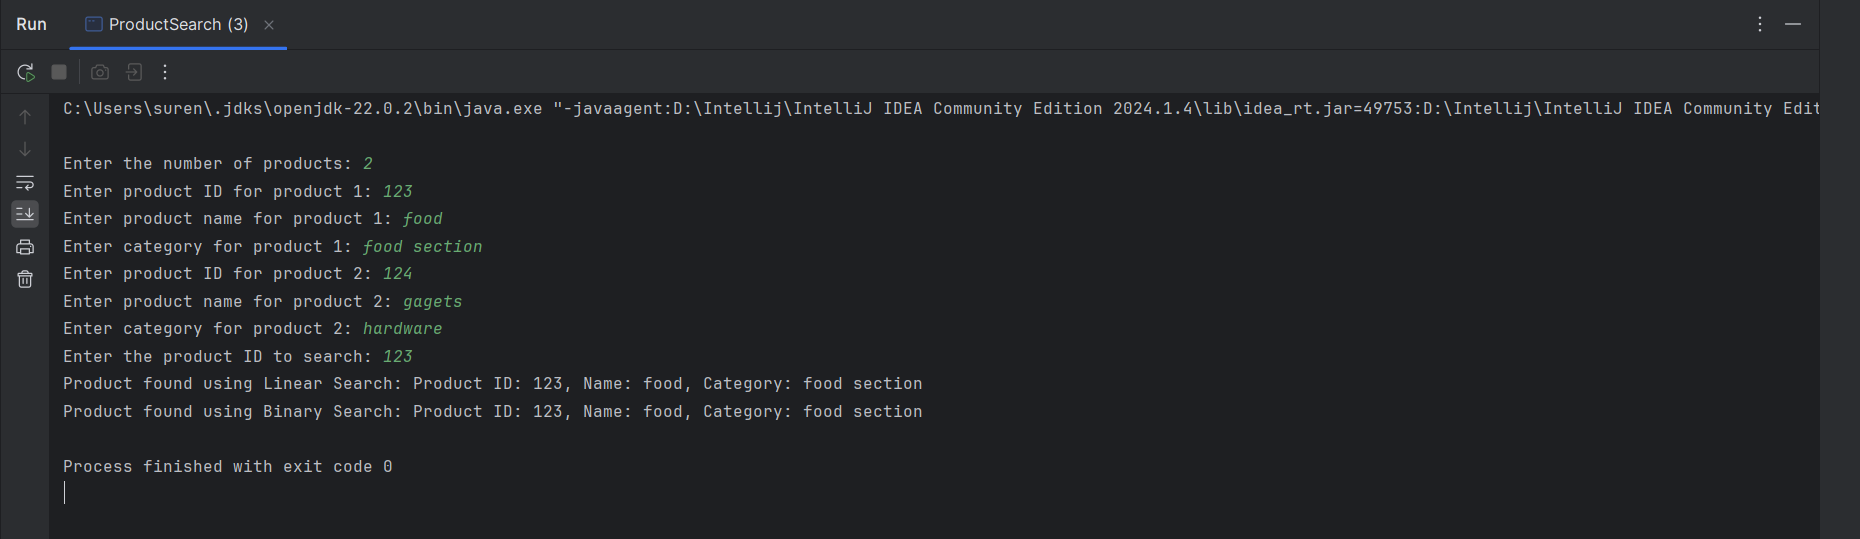 Run ProductSearch (3)
C:\Users\suren\.jdks\openjdk-22.0.2\bin\java.exe "-javaagent:D:\Intellij\IntelliJ IDEA Community Edition 2024.1.4\lib\idea_rt.jar=49753:D:\Intellij\IntelliJ IDEA Community Edit
Enter the number of products: 2
Enter product ID for product 1: 123
Enter product name for product 1: food
Enter category for product 1: food section
Enter product ID for product 2: 124
Enter product name for product 2: gagets
Enter category for product 2: hardware
Enter the product ID to search: 123
Product found using Linear Search: Product ID: 123, Name: food, Category: food section
Product found using Binary Search: Product ID: 123, Name: food, Category: food section
Process finished with exit code 0